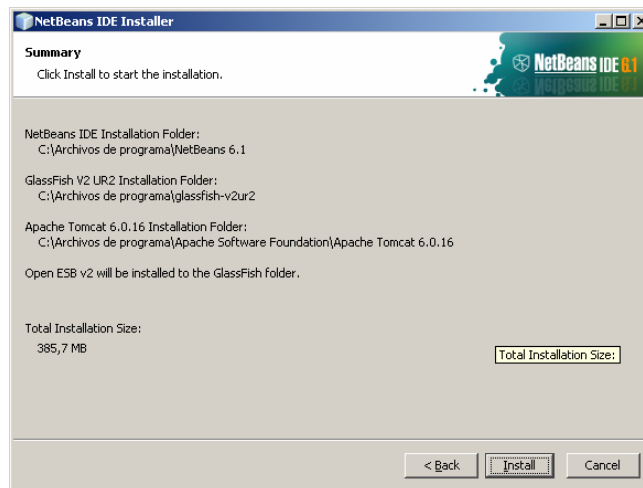 NetBeans IDE Installer
Summary
Click Install to start the installation.
NetBeans IDE 6.1
NetBeans IDE Installation Folder:
C:\Archivos de programa\NetBeans 6.1
GlassFish V2 UR2 Installation Folder:
C:\Archivos de programa\glassfish-v2ur2
Apache Tomcat 6.0.16 Installation Folder:
C:\Archivos de programa\Apache Software Foundation\Apache Tomcat 6.0.16
Open ESB v2 will be installed to the GlassFish folder.
Total Installation Size:
385,7 MB
Total Installation Size:
< Back Install Cancel